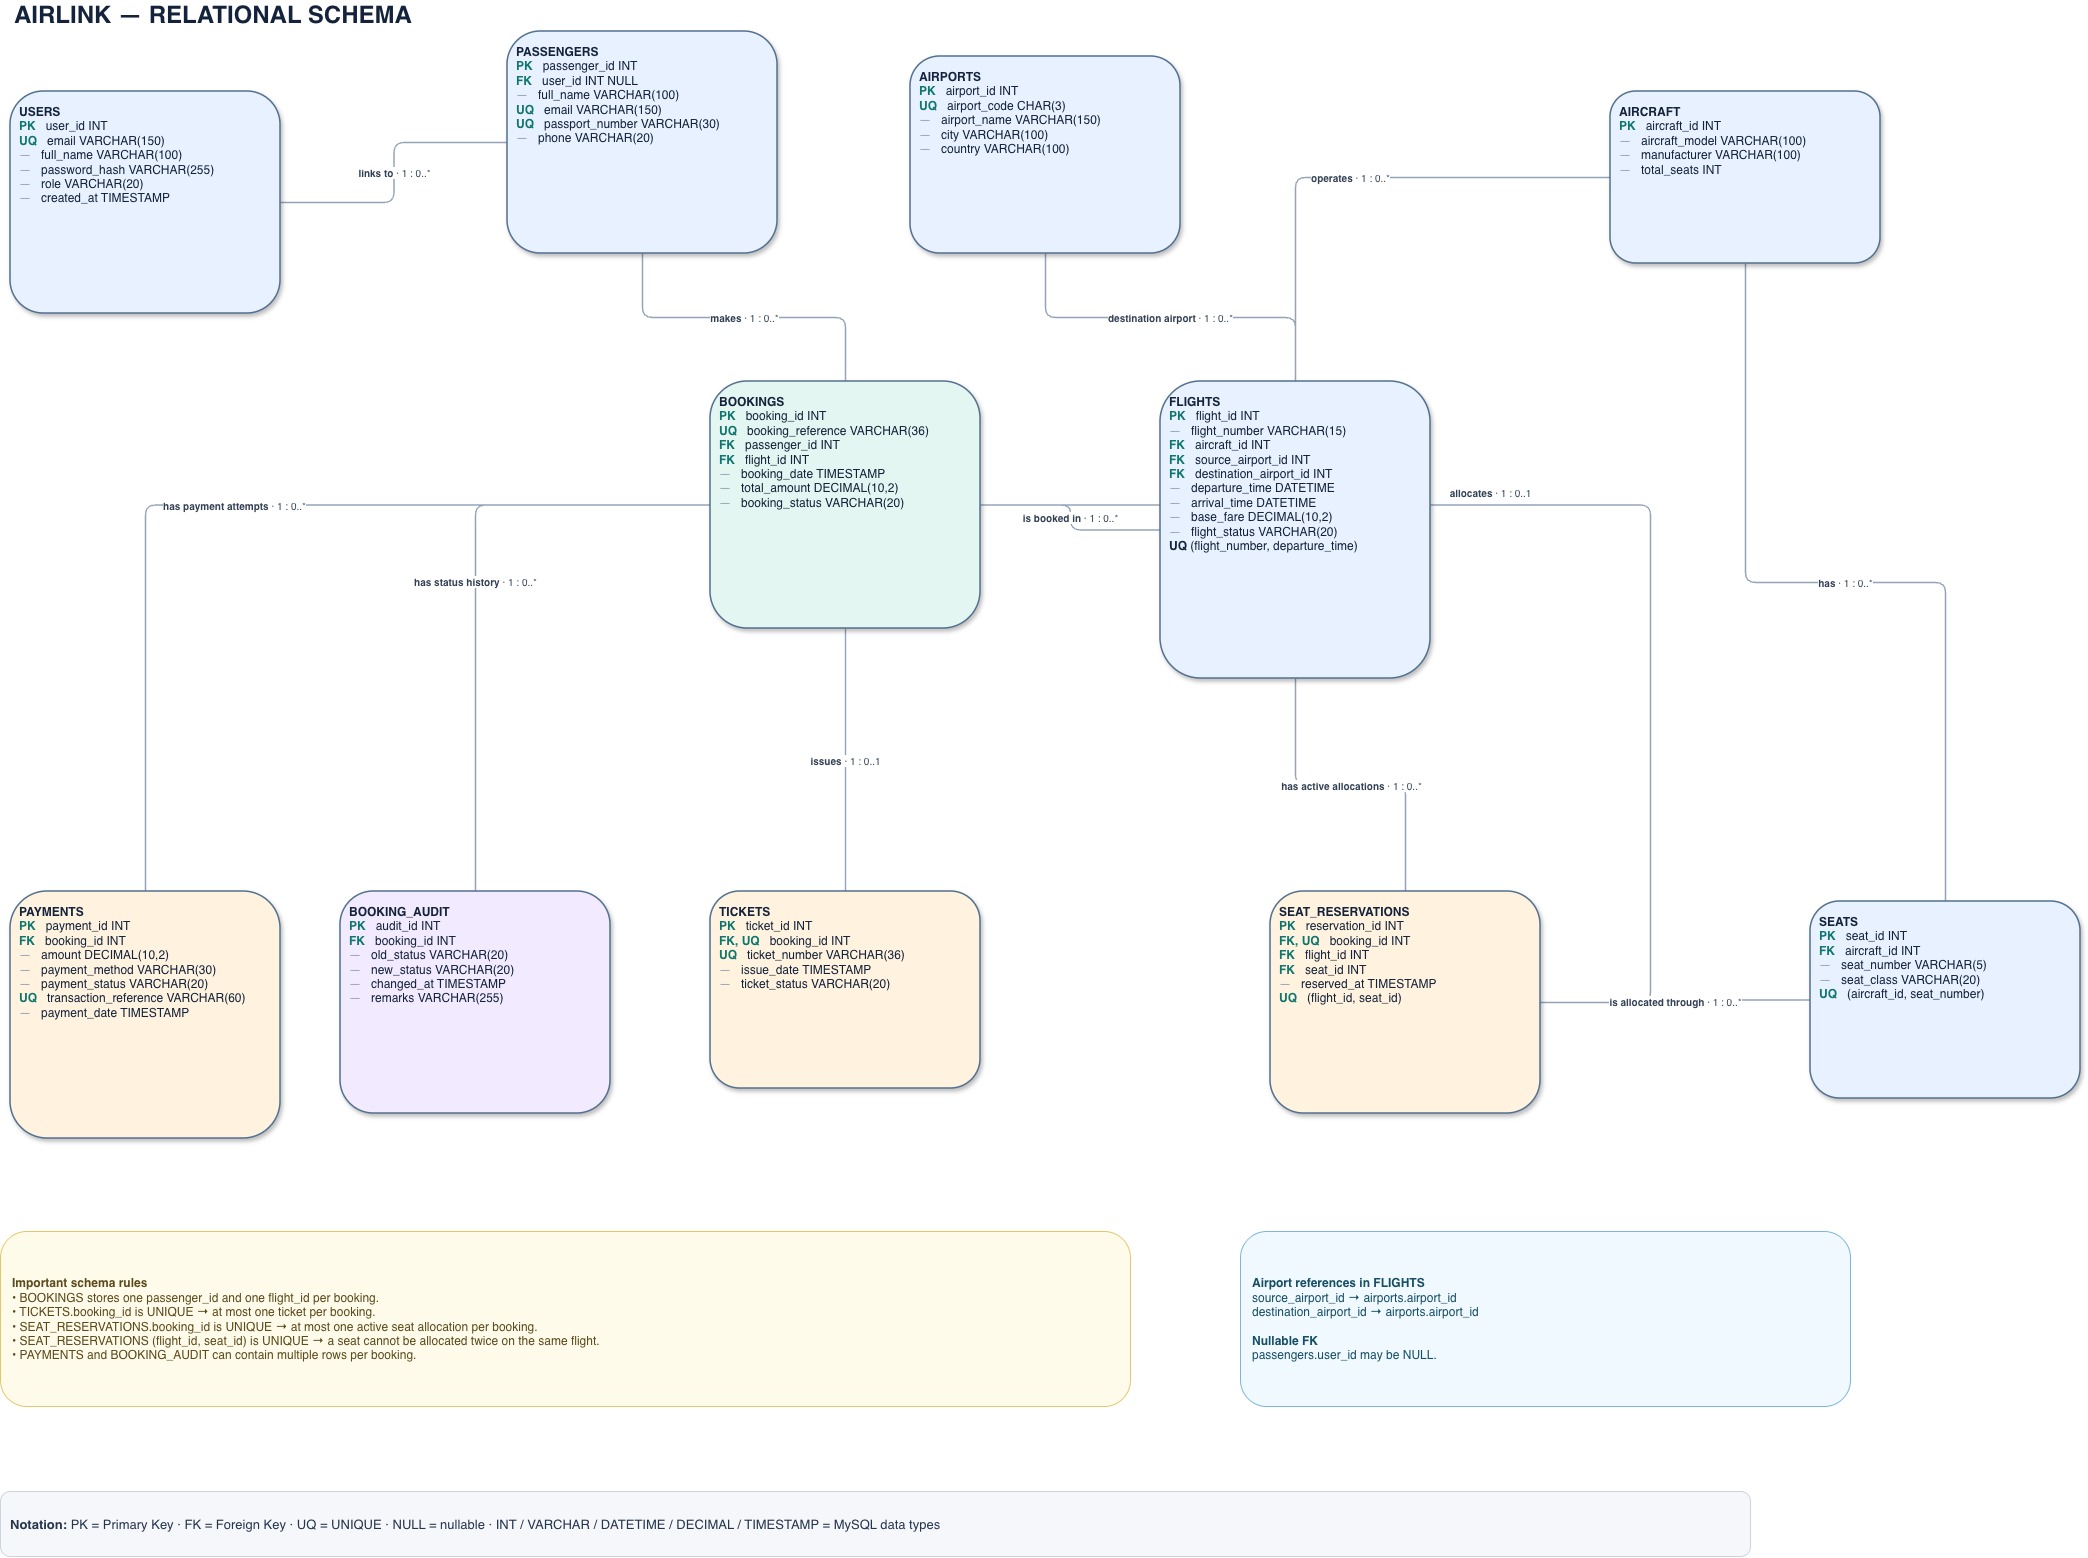 AIRLINK — RELATIONAL SCHEMA
USERS
PK user_id INT
UQ email VARCHAR(150)
— full_name VARCHAR(100)
— password_hash VARCHAR(255)
— role VARCHAR(20)
— created_at TIMESTAMP
links to · 1 : 0..*
PASSENGERS
PK passenger_id INT
FK user_id INT NULL
— full_name VARCHAR(100)
UQ email VARCHAR(150)
UQ passport_number VARCHAR(30)
— phone VARCHAR(20)
AIRPORTS
PK airport_id INT
UQ airport_code CHAR(3)
— airport_name VARCHAR(150)
— city VARCHAR(100)
— country VARCHAR(100)
operates · 1 : 0..*
AIRCRAFT
PK aircraft_id INT
— aircraft_model VARCHAR(100)
— manufacturer VARCHAR(100)
— total_seats INT
makes · 1 : 0..*
destination airport · 1 : 0..*
BOOKINGS
PK booking_id INT
UQ booking_reference VARCHAR(36)
FK passenger_id INT
FK flight_id INT
— booking_date TIMESTAMP
— total_amount DECIMAL(10,2)
— booking_status VARCHAR(20)
FLIGHTS
PK flight_id INT
— flight_number VARCHAR(15)
FK aircraft_id INT
FK source_airport_id INT
FK destination_airport_id INT
— departure_time DATETIME
— arrival_time DATETIME
— base_fare DECIMAL(10,2)
— flight_status VARCHAR(20)
UQ (flight_number, departure_time)
has payment attempts · 1 : 0..*
is booked in · 1 : 0..*
allocates · 1 : 0..1
has status history · 1 : 0..*
has · 1 : 0..*
issues · 1 : 0..1
has active allocations · 1 : 0..*
PAYMENTS
PK payment_id INT
FK booking_id INT
— amount DECIMAL(10,2)
— payment_method VARCHAR(30)
— payment_status VARCHAR(20)
UQ transaction_reference VARCHAR(60)
— payment_date TIMESTAMP
BOOKING_AUDIT
PK audit_id INT
FK booking_id INT
— old_status VARCHAR(20)
— new_status VARCHAR(20)
— changed_at TIMESTAMP
— remarks VARCHAR(255)
TICKETS
PK ticket_id INT
FK, UQ booking_id INT
UQ ticket_number VARCHAR(36)
— issue_date TIMESTAMP
— ticket_status VARCHAR(20)
SEAT_RESERVATIONS
PK reservation_id INT
FK, UQ booking_id INT
FK flight_id INT
FK seat_id INT
— reserved_at TIMESTAMP
UQ (flight_id, seat_id)
is allocated through · 1 : 0..*
SEATS
PK seat_id INT
FK aircraft_id INT
— seat_number VARCHAR(5)
— seat_class VARCHAR(20)
UQ (aircraft_id, seat_number)
Important schema rules
• BOOKINGS stores one passenger_id and one flight_id per booking.
• TICKETS.booking_id is UNIQUE → at most one ticket per booking.
• SEAT_RESERVATIONS.booking_id is UNIQUE → at most one active seat allocation per booking.
• SEAT_RESERVATIONS (flight_id, seat_id) is UNIQUE → a seat cannot be allocated twice on the same flight.
• PAYMENTS and BOOKING_AUDIT can contain multiple rows per booking.
Airport references in FLIGHTS
source_airport_id → airports.airport_id
destination_airport_id → airports.airport_id
Nullable FK
passengers.user_id may be NULL.
Notation: PK = Primary Key · FK = Foreign Key · UQ = UNIQUE · NULL = nullable · INT / VARCHAR / DATETIME / DECIMAL / TIMESTAMP = MySQL data types